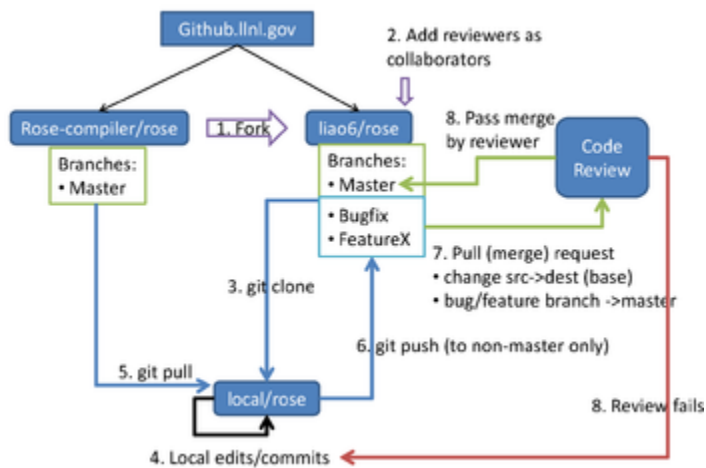 Github.llnl.gov
2. Add reviewers as
collaborators
Rose-compiler/rose
1. Fork
liao6/rose
8. Pass merge
by reviewer
Code
Review
Branches:
• Master
Branches:
• Master
• Bugfix
• FeatureX
7. Pull (merge) request
• change src->dest (base)
• bug/feature branch ->master
3. git clone
6. git push (to non-master only)
5. git pull
local/rose
8. Review fails
4. Local edits/commits